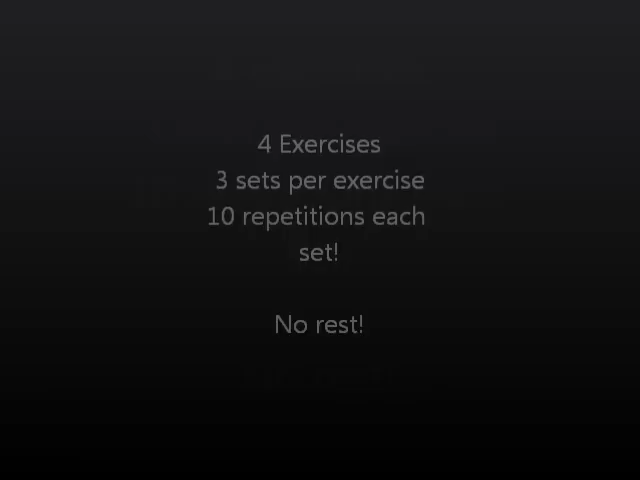 4 Exercises
3 sets per exercise
10 repetitions each
set!
No rest!